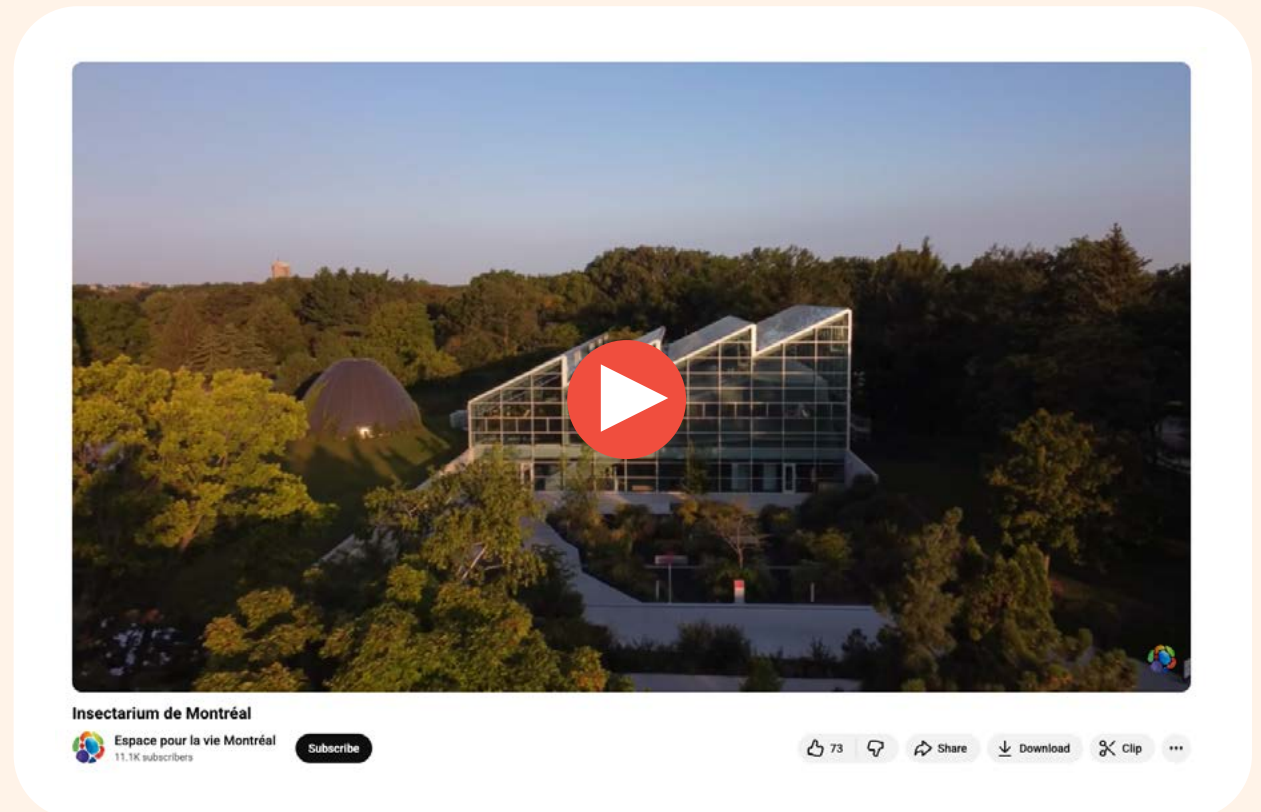 Insectarium de Montréal
Espace pour la vie Montréal
11.1K subscribers
Subscribe
73
Share
Download
Clip